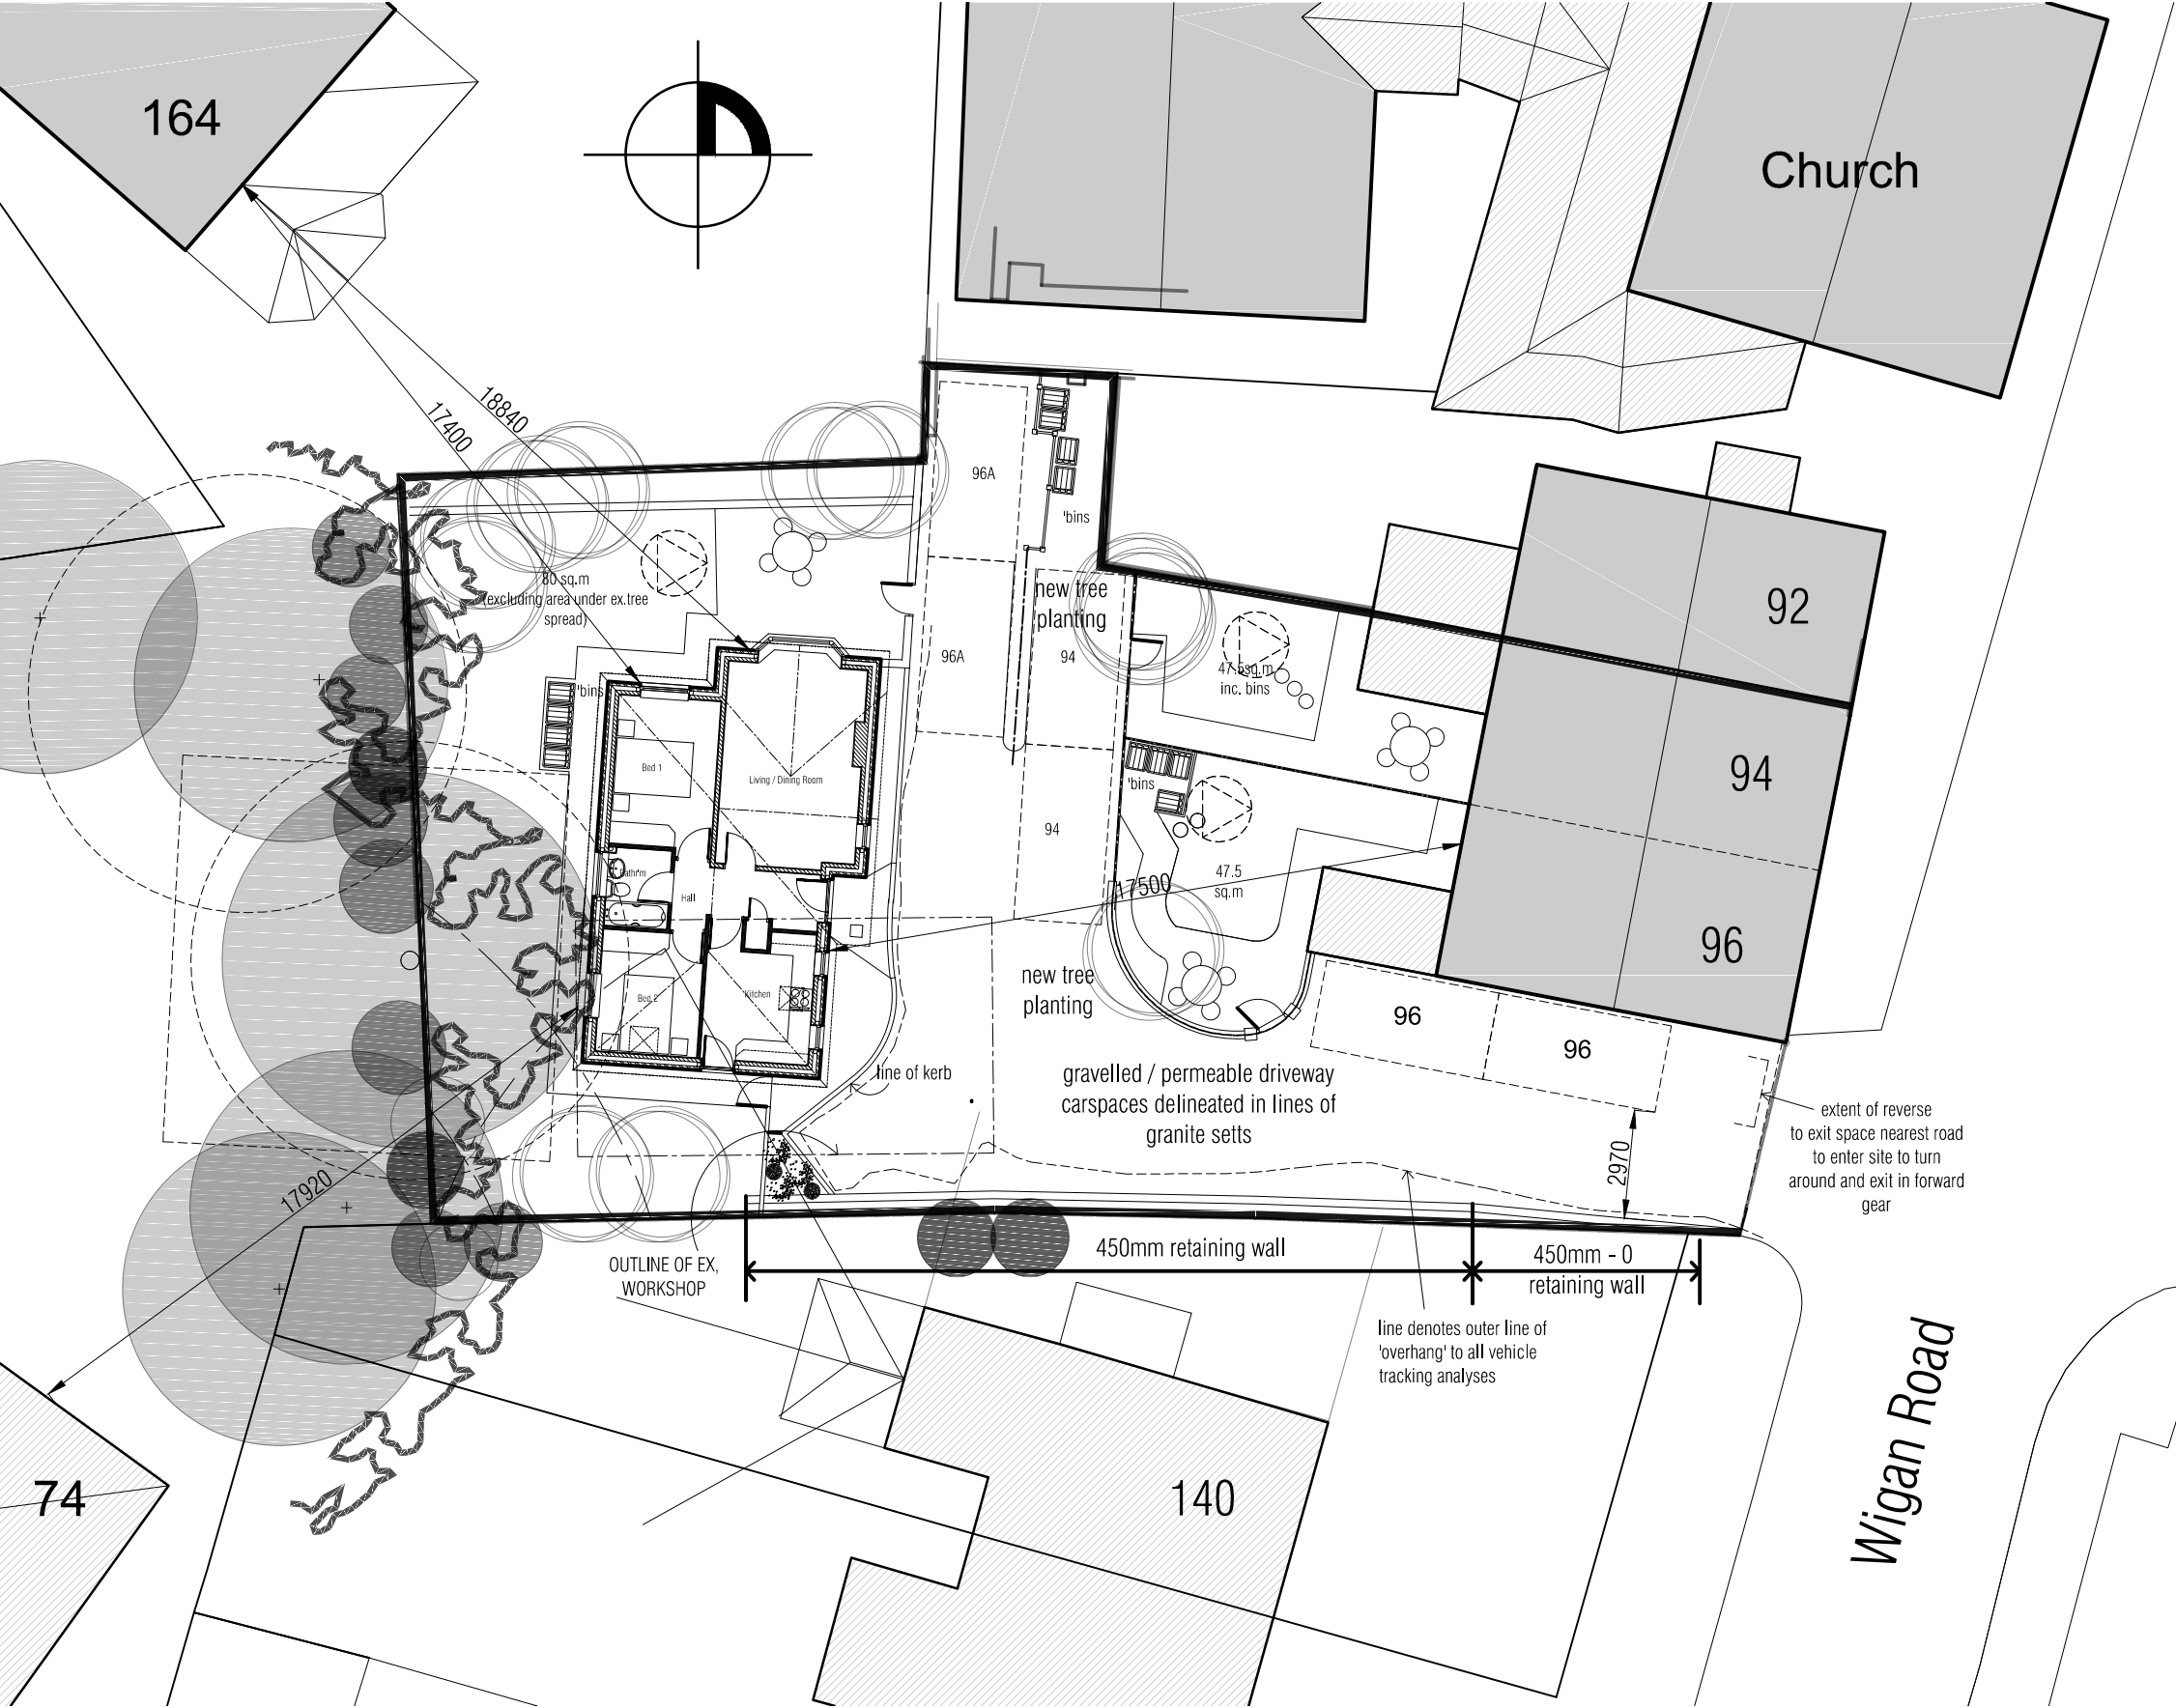 164
Church
18840
17400
96A
'bins
80 sq.m
(excluding area under ex.tree
spread)
new tree
planting
92
96A
94
47.5sq.m
inc. bins
'bins
Bed 1
Living / Dining Room
94
'bins
94
Bathr'm
Hall
17500
47.5
sq.m
96
Bed 2
Kitchen
new tree
planting
96
96
line of kerb
gravelled / permeable driveway
carspaces delineated in lines of
granite setts
extent of reverse
to exit space nearest road
to enter site to turn
around and exit in forward
gear
2970
17920
OUTLINE OF EX,
WORKSHOP
450mm retaining wall
450mm - 0
retaining wall
line denotes outer line of
'overhang' to all vehicle
tracking analyses
Wigan Road
74
140